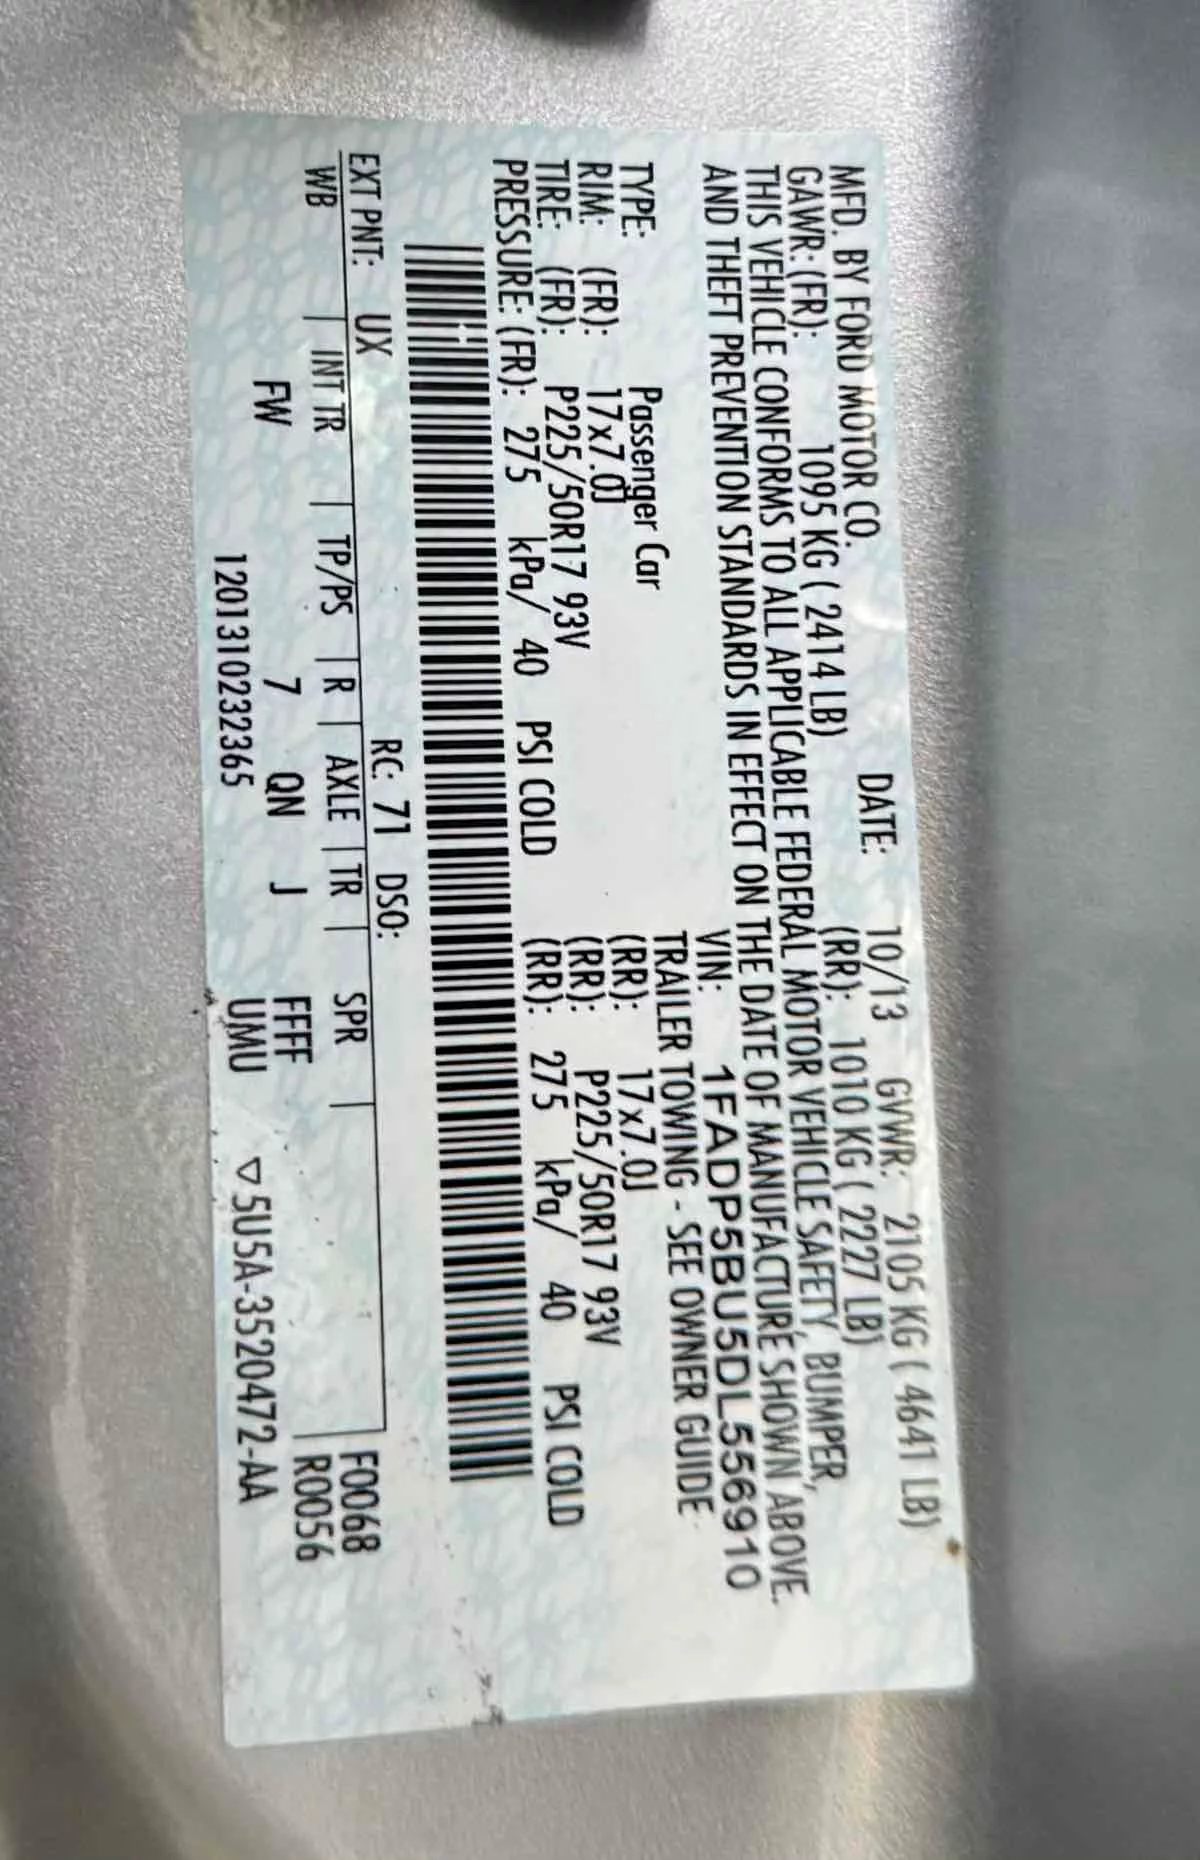 MFD. BY FORD MOTOR CO. DATE: 10/13 GVWR: 2105 KG ( 4641 LB)
GAWR: (FR): 1095 KG ( 2414 LB) (RR): 1010 KG ( 2227 LB)
THIS VEHICLE CONFORMS TO ALL APPLICABLE FEDERAL MOTOR VEHICLE SAFETY, BUMPER,
AND THEFT PREVENTION STANDARDS IN EFFECT ON THE DATE OF MANUFACTURE SHOWN ABOVE.
VIN: 1FADP5BU5DL556910
TYPE: Passenger Car TRAILER TOWING - SEE OWNER GUIDE
RIM: (FR): 17x7.0J (RR): 17x7.0J
TIRE: (FR): P225/50R17 93V (RR): P225/50R17 93V
PRESSURE: (FR): 275 kPa/ 40 PSI COLD (RR): 275 kPa/ 40 PSI COLD
EXT PNT: UX RC: 71 DSO:
WB INT TR TP/PS R AXLE TR SPR F0068
FW 7 QN J FFFF R0056
1201310232365 UMU ▽5U5A-3520472-AA